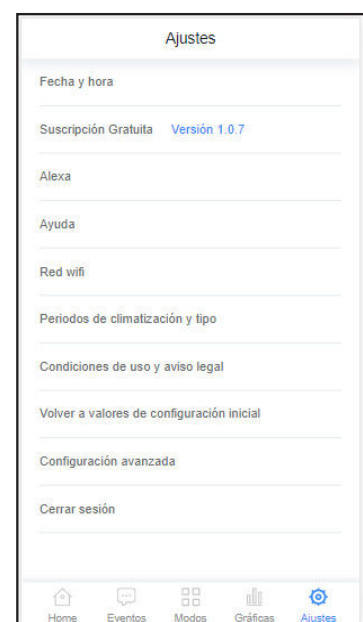 Ajustes
Fecha y hora
Suscripción Gratuita Versión 1.0.7
Alexa
Ayuda
Red wifi
Periodos de climatización y tipo
Condiciones de uso y aviso legal
Volver a valores de configuración inicial
Configuración avanzada
Cerrar sesión
Home Eventos Modos Gráficas Ajustes